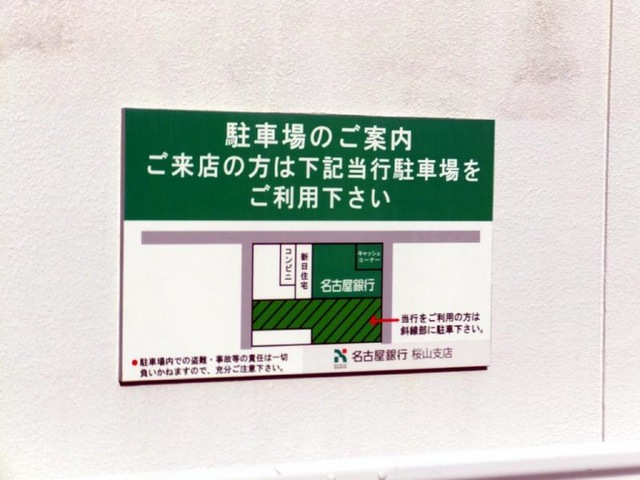 駐車場のご案内
ご来店の方は下記当行駐車場を
ご利用下さい
コンビニ
新日住宅
キャッシュ
コーナー
名古屋銀行
当行をご利用の方は
斜線部に駐車下さい。
●駐車場内での盗難・事故等の責任は一切
負いかねますので、充分ご注意下さい。
名古屋銀行 桜山支店